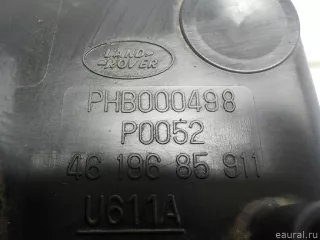 LAND-
-ROVER
PHB000498
P0052
46 196 85 911
U611A
eaural.ru